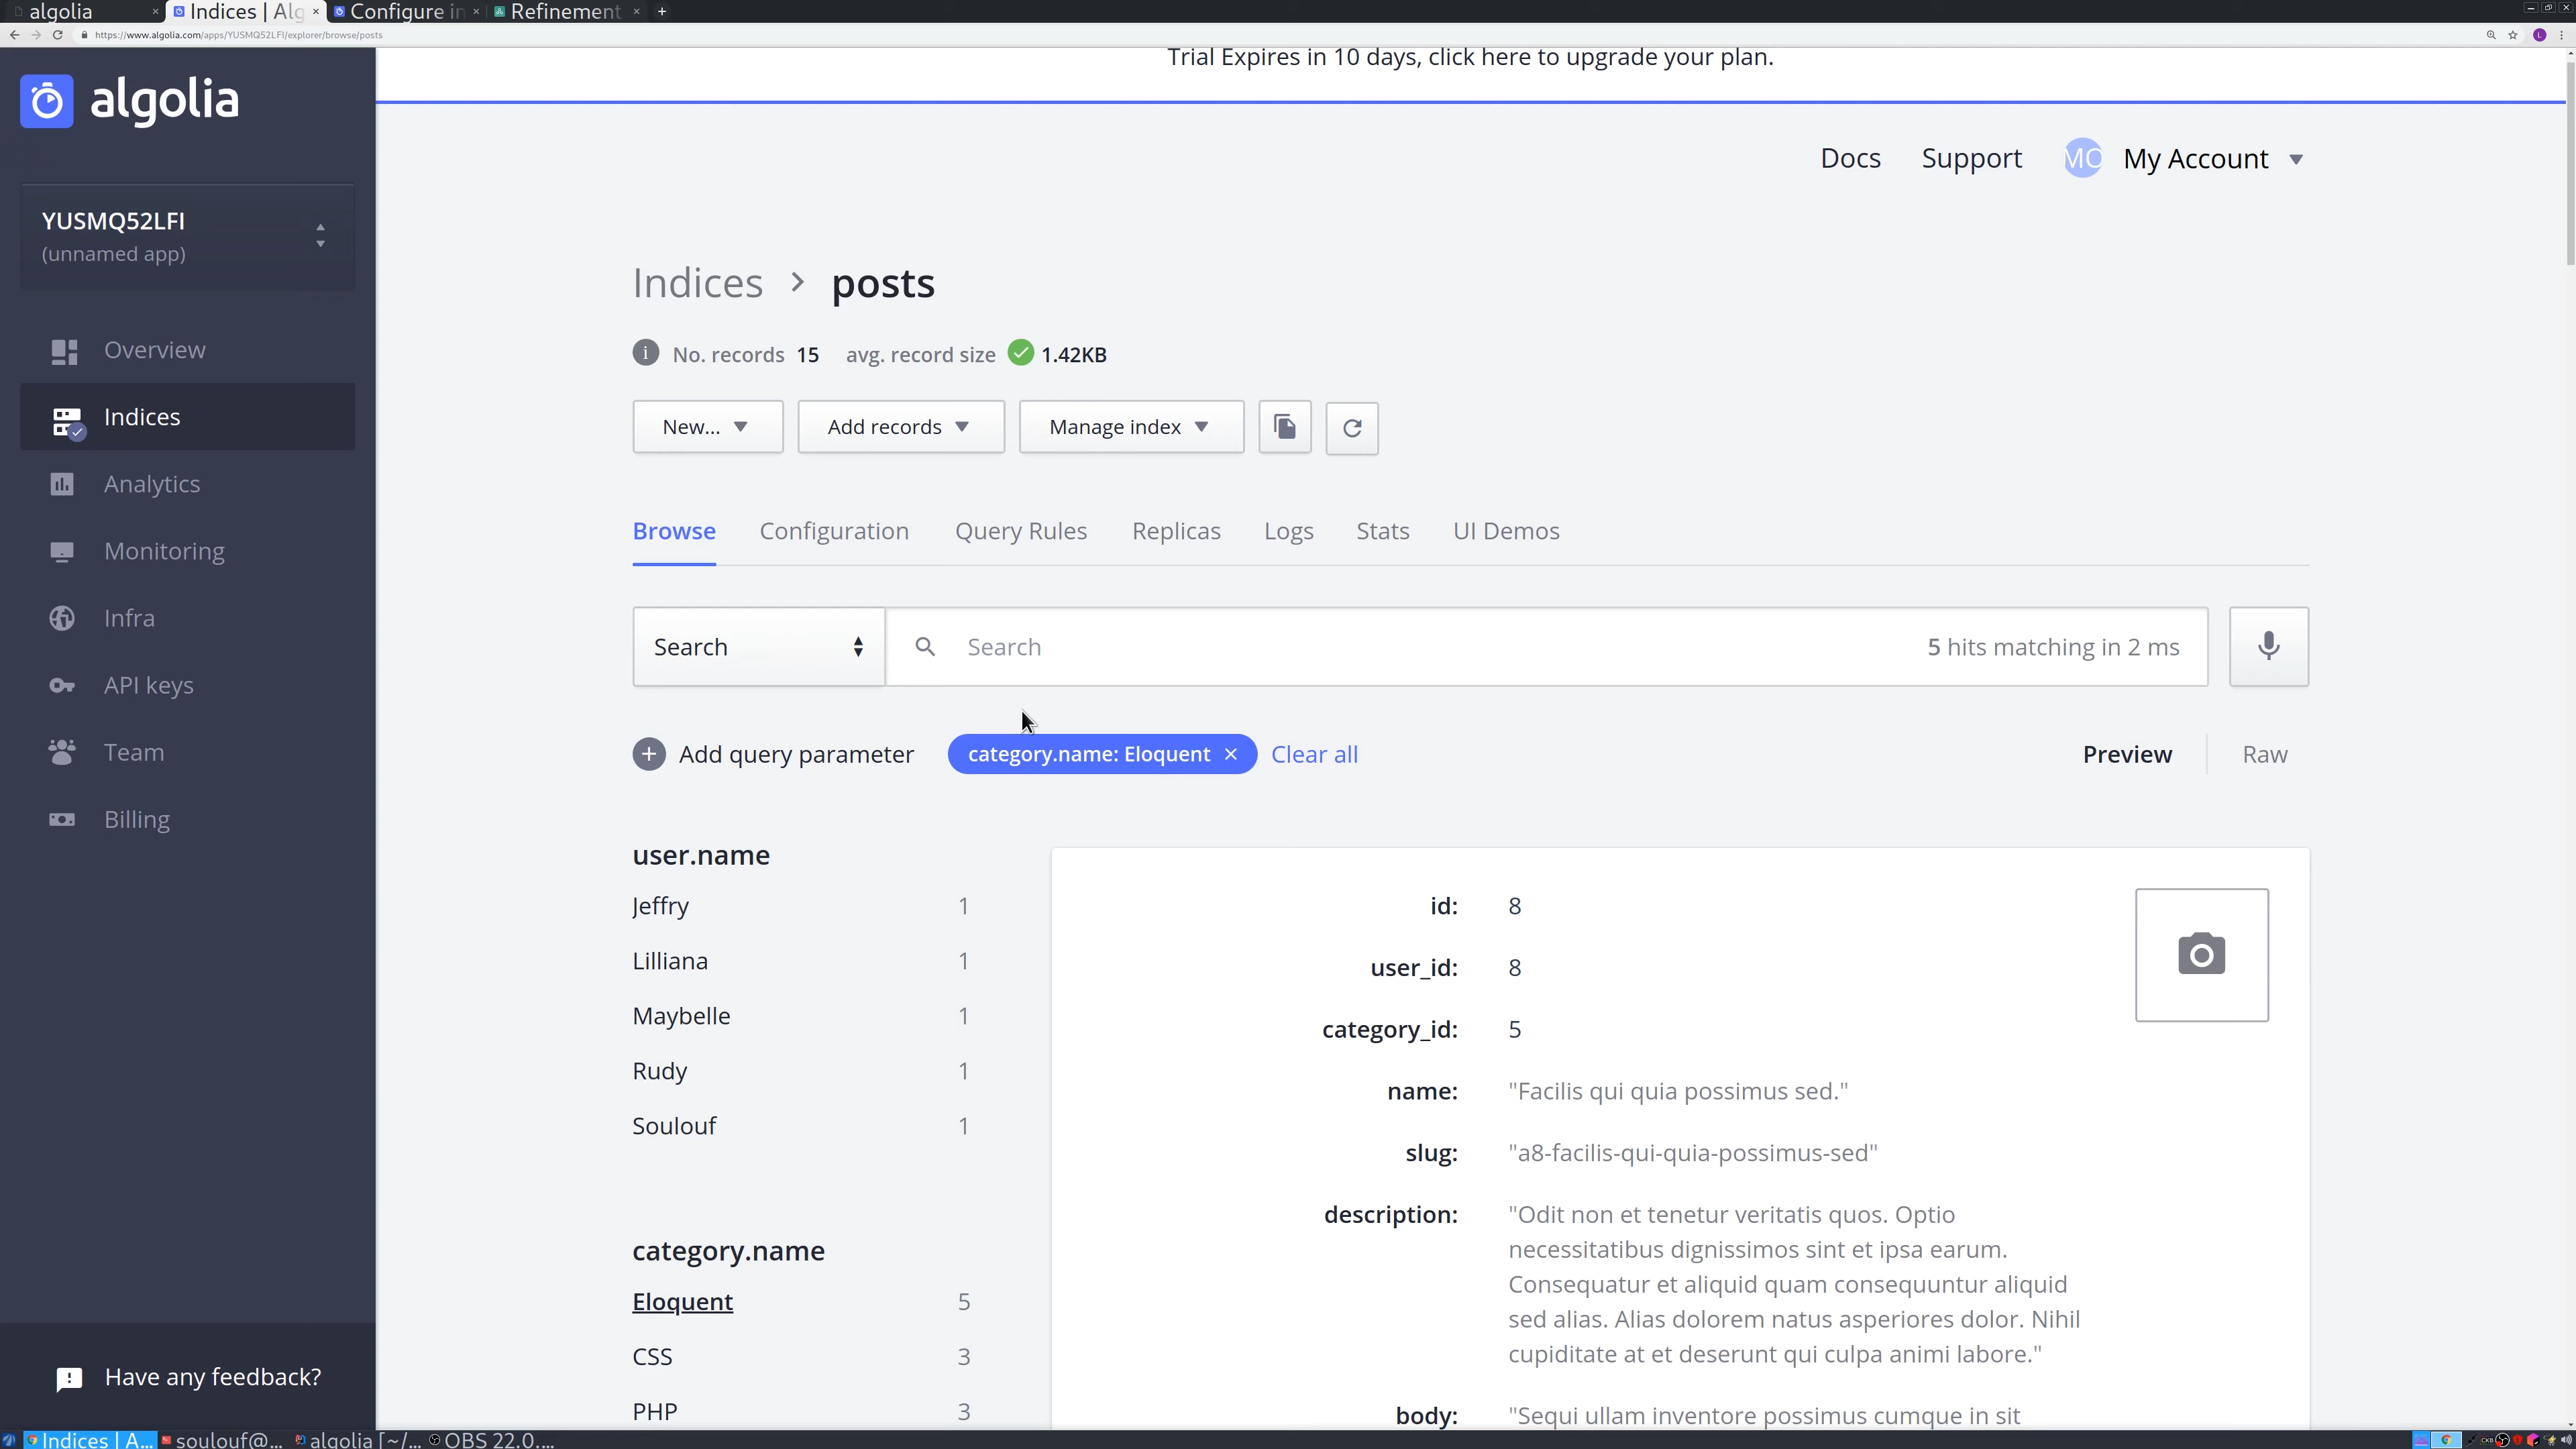 algolia
Indices | Alg
Configure in
Refinement
https://www.algolia.com/apps/YUSMQ52LFI/explorer/browse/posts
Trial Expires in 10 days, click here to upgrade your plan.
algolia
Docs Support MO My Account
YUSMQ52LFI
(unnamed app)
Overview
Indices
Analytics
Monitoring
Infra
API keys
Team
Billing
Have any feedback?
Indices > posts
No. records 15 avg. record size 1.42KB
New... Add records Manage index
Browse Configuration Query Rules Replicas Logs Stats UI Demos
Search Search 5 hits matching in 2 ms
Add query parameter category.name: Eloquent × Clear all Preview Raw
user.name
Jeffry 1
Lilliana 1
Maybelle 1
Rudy 1
Soulouf 1
category.name
Eloquent 5
CSS 3
PHP 3
id: 8
user_id: 8
category_id: 5
name: "Facilis qui quia possimus sed."
slug: "a8-facilis-qui-quia-possimus-sed"
description: "Odit non et tenetur veritatis quos. Optio
necessitatibus dignissimos sint et ipsa earum.
Consequatur et aliquid quam consequuntur aliquid
sed alias. Alias dolorem natus asperiores dolor. Nihil
cupiditate at et deserunt qui culpa animi labore."
body: "Sequi ullam inventore possimus cumque in sit
Indices | A... soulouf@... algolia [~/... OBS 22.0....